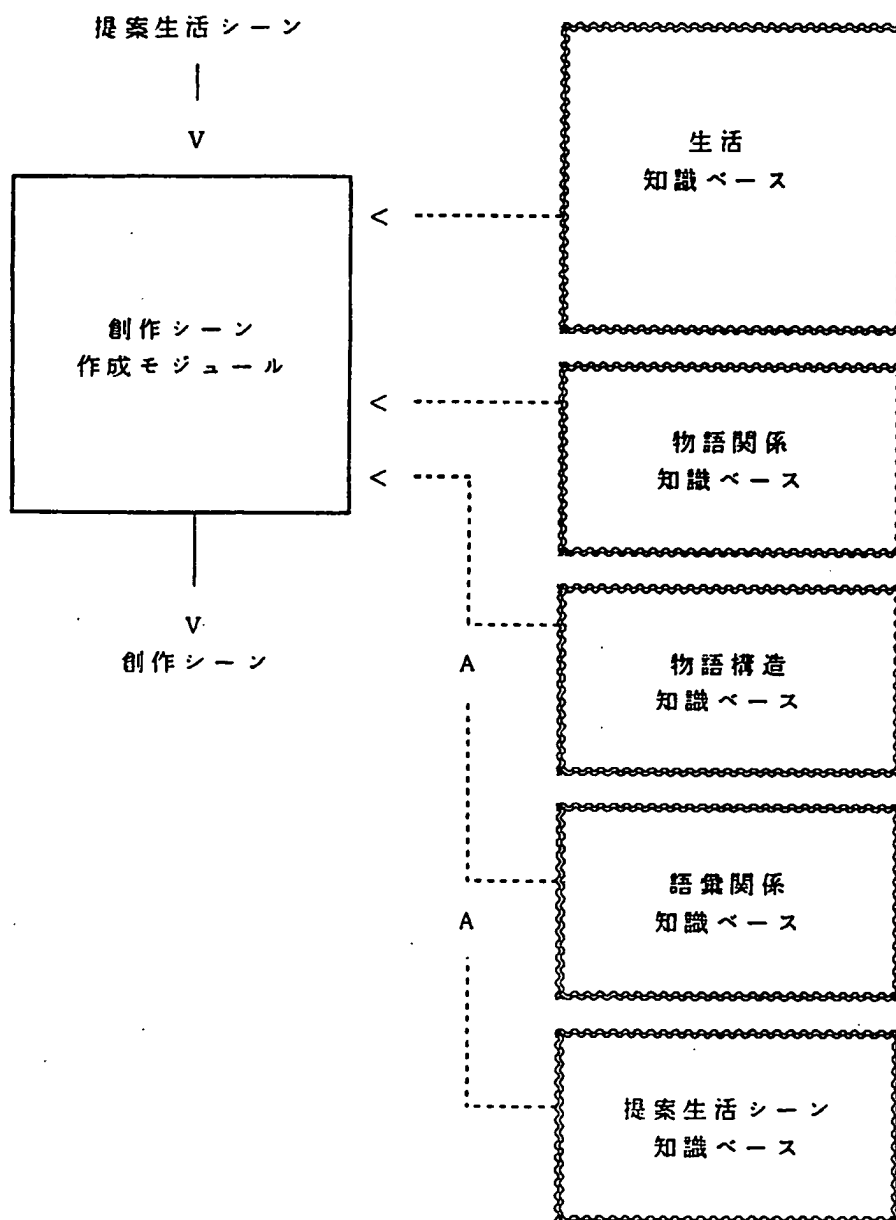 提案生活シーン
V
創作シーン
作成モジュール
V
創作シーン
<
<
<
A
A
生活
知識ベース
物語関係
知識ベース
物語構造
知識ベース
語彙関係
知識ベース
提案生活シーン
知識ベース